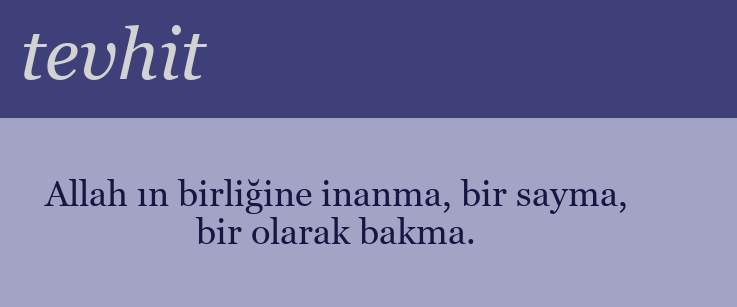 tevhit
Allah ın birliğine inanma, bir sayma,
bir olarak bakma.